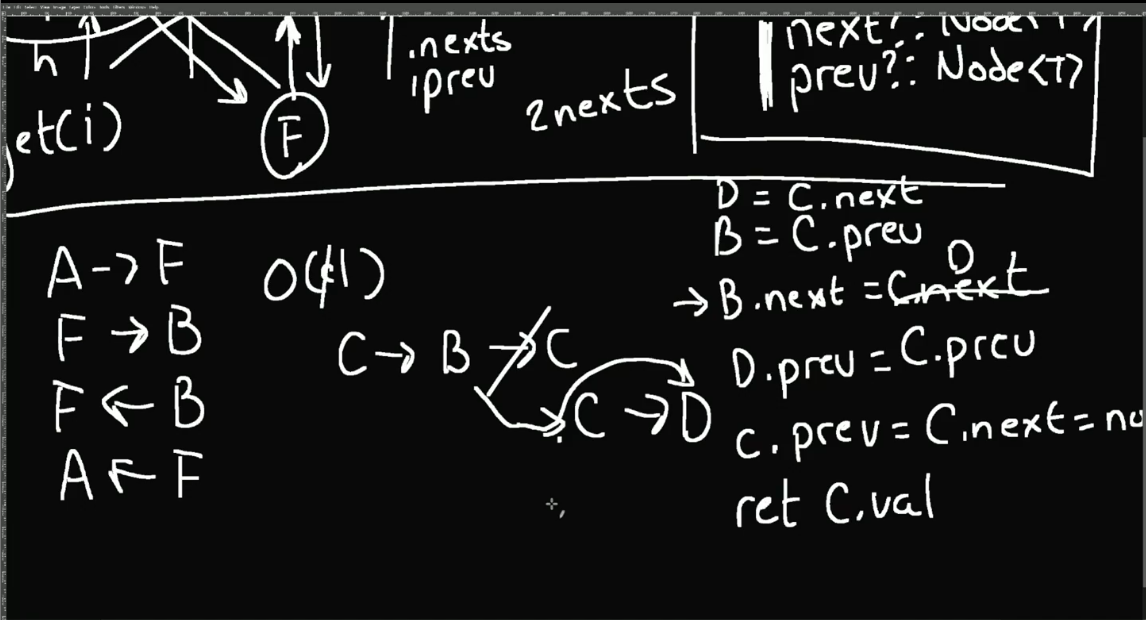 h
.nexts
.prev
2nexts
next?: Node<T>
prev?: Node<T>
et(i)
F
A -> F
F -> B
F <- B
A <- F
O(1)
C -> B -> C
C -> D
D = C.next
B = C.prev
D
-> B.next = C.next
D.prev = C.prev
C.prev = C.next = nu
ret C.val